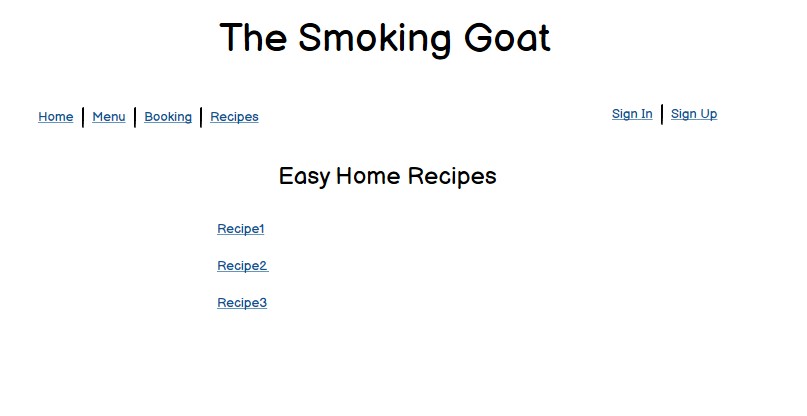 The Smoking Goat
Home | Menu | Booking | Recipes Sign In | Sign Up
Easy Home Recipes
Recipe1
Recipe2
Recipe3